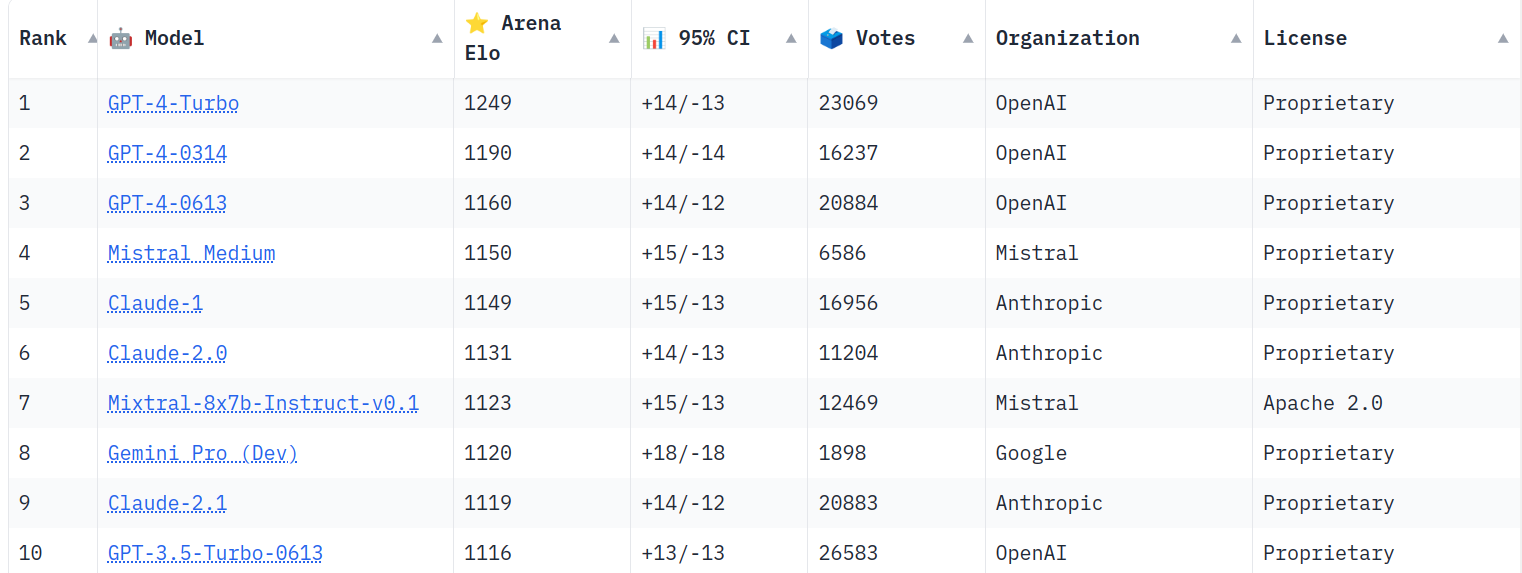 Rank ▲ 🤖 Model ▲ ⭐ Arena Elo ▲ 📊 95% CI ▲ 🗳️ Votes ▲ Organization ▲ License ▲
1 GPT-4-Turbo 1249 +14/-13 23069 OpenAI Proprietary
2 GPT-4-0314 1190 +14/-14 16237 OpenAI Proprietary
3 GPT-4-0613 1160 +14/-12 20884 OpenAI Proprietary
4 Mistral Medium 1150 +15/-13 6586 Mistral Proprietary
5 Claude-1 1149 +15/-13 16956 Anthropic Proprietary
6 Claude-2.0 1131 +14/-13 11204 Anthropic Proprietary
7 Mixtral-8x7b-Instruct-v0.1 1123 +15/-13 12469 Mistral Apache 2.0
8 Gemini Pro (Dev) 1120 +18/-18 1898 Google Proprietary
9 Claude-2.1 1119 +14/-12 20883 Anthropic Proprietary
10 GPT-3.5-Turbo-0613 1116 +13/-13 26583 OpenAI Proprietary